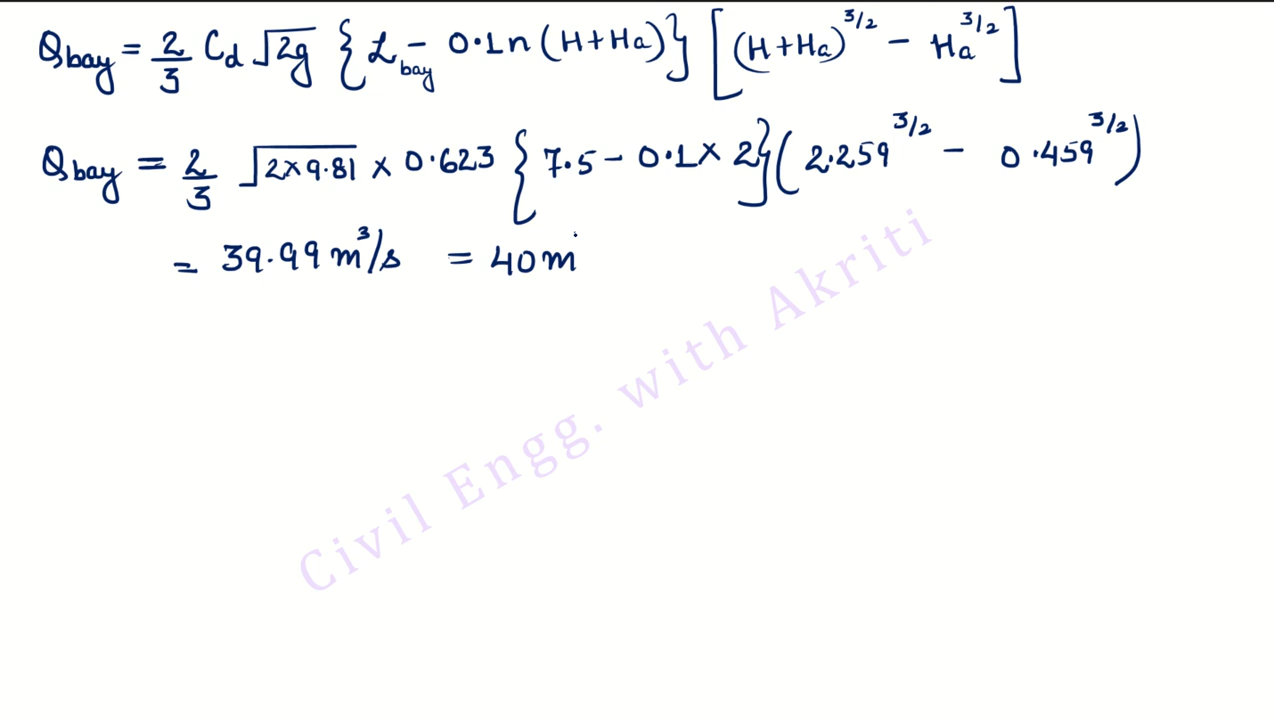 Qbay = 2/3 Cd √2g { Lbay - 0.1n (H+Ha)} [(H+Ha)^3/2 - Ha^3/2]
Qbay = 2/3 √2×9.81 × 0.623 { 7.5 - 0.1 × 2} (2.259^3/2 - 0.459^3/2)
= 39.99 m³/s = 40 m
Civil Engg. with Akriti